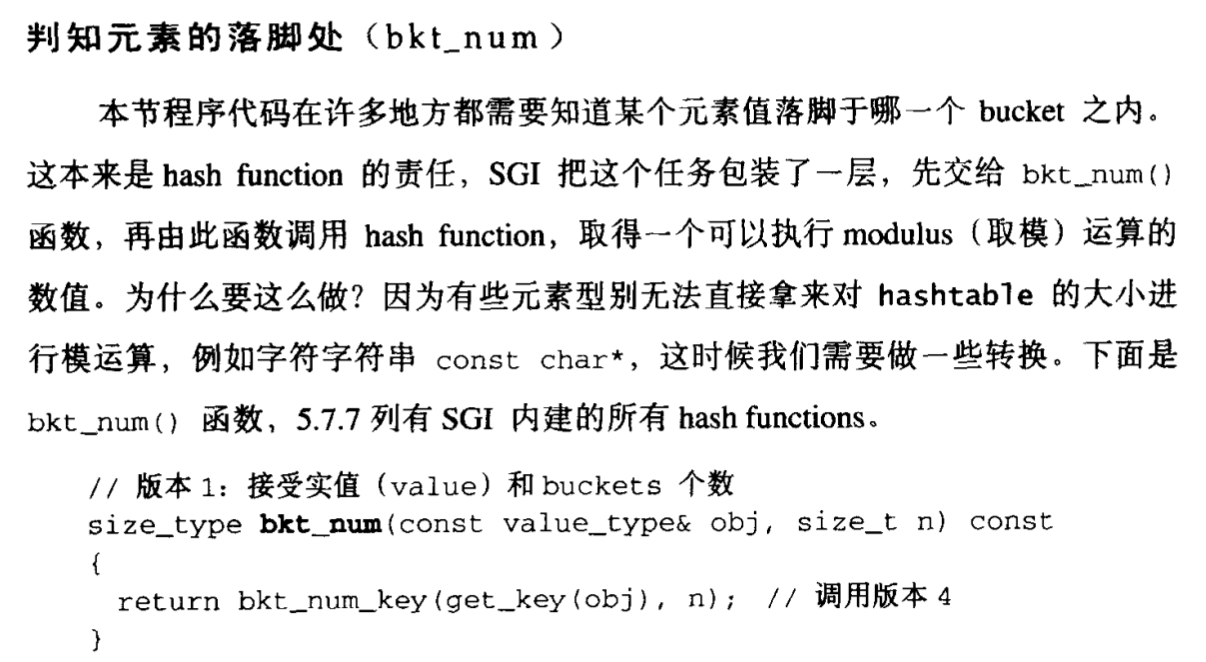 判知元素的落脚处（bkt_num）
本节程序代码在许多地方都需要知道某个元素值落脚于哪一个 bucket 之内。
这本来是 hash function 的责任，SGI 把这个任务包装了一层，先交给 bkt_num()
函数，再由此函数调用 hash function，取得一个可以执行 modulus（取模）运算的
数值。为什么要这么做？因为有些元素型别无法直接拿来对 hashtable 的大小进
行模运算，例如字符字符串 const char*，这时候我们需要做一些转换。下面是
bkt_num() 函数，5.7.7 列有 SGI 内建的所有 hash functions。
// 版本 1：接受实值（value）和 buckets 个数
size_type bkt_num(const value_type& obj, size_t n) const
{
return bkt_num_key(get_key(obj), n); // 调用版本 4
}